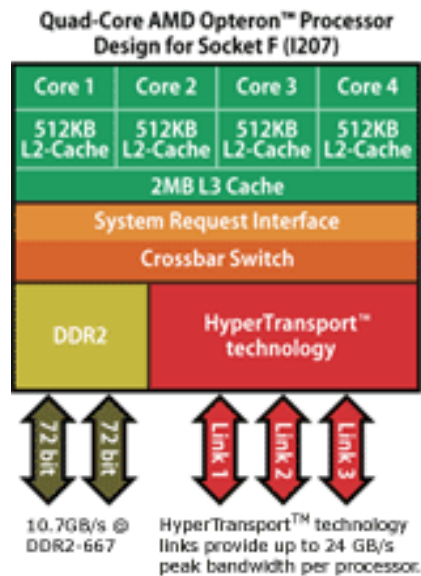 Quad-Core AMD Opteron™ Processor
Design for Socket F (1207)
Core 1 Core 2 Core 3 Core 4
512KB 512KB 512KB 512KB
L2-Cache L2-Cache L2-Cache L2-Cache
2MB L3 Cache
System Request Interface
Crossbar Switch
DDR2
HyperTransport™
technology
72 bit 72 bit
Link 1 Link 2 Link 3
10.7GB/s @
DDR2-667
HyperTransport™ technology
links provide up to 24 GB/s
peak bandwidth per processor.